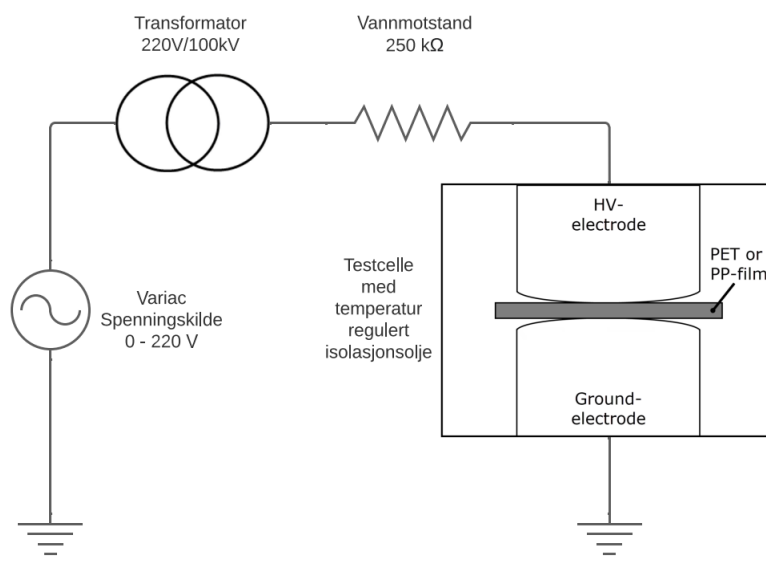 Transformator
220V/100kV
Vannmotstand
250 kΩ
HV-
electrode
PET or
PP-film
Testcelle
med
temperatur
regulert
isolasjonsolje
Variac
Spenningskilde
0 - 220 V
Ground-
electrode